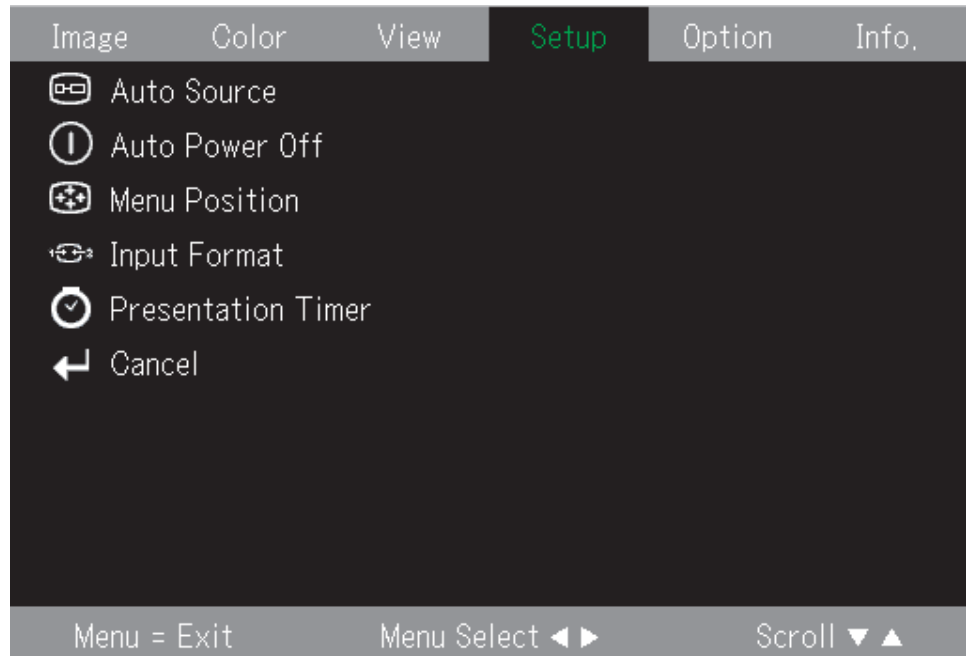 Image Color View Setup Option Info.
Auto Source
Auto Power Off
Menu Position
Input Format
Presentation Timer
Cancel
Menu = Exit Menu Select ◀ ▶ Scroll ▼ ▲